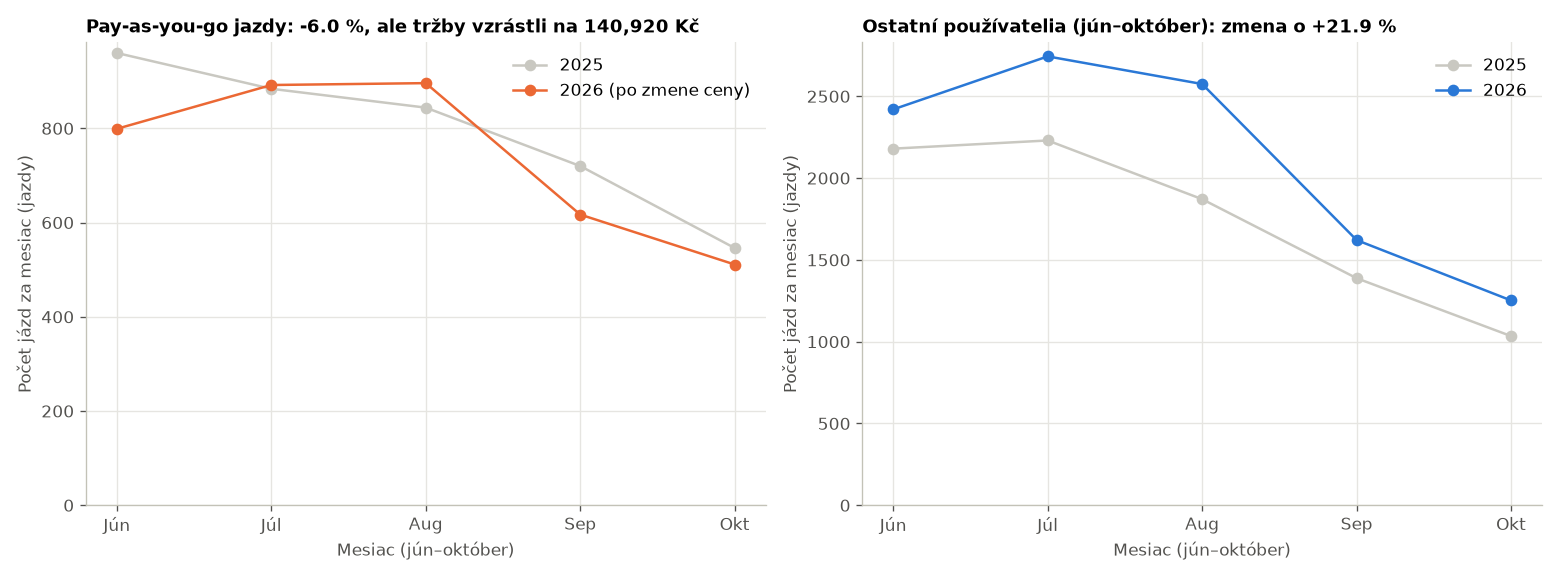 Pay-as-you-go jazdy: -6.0 %, ale tržby vzrástli na 140,920 Kč
2025
2026 (po zmene ceny)
Počet jázd za mesiac (jazdy)
800
600
400
200
0
Jún
Júl
Aug
Sep
Okt
Mesiac (jún–október)
Ostatní používatelia (jún–október): zmena o +21.9 %
2025
2026
Počet jázd za mesiac (jazdy)
2500
2000
1500
1000
500
0
Jún
Júl
Aug
Sep
Okt
Mesiac (jún–október)